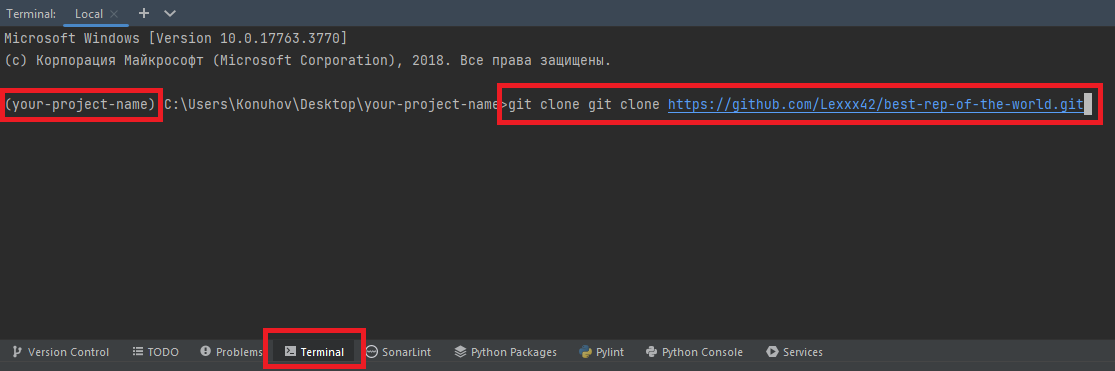 Terminal: Local
Microsoft Windows [Version 10.0.17763.3770]
(c) Корпорация Майкрософт (Microsoft Corporation), 2018. Все права защищены.
(your-project-name) C:\Users\Konuhov\Desktop\your-project-name>git clone git clone https://github.com/Lexxx42/best-rep-of-the-world.git
Version Control TODO Problems Terminal SonarLint Python Packages Pylint Python Console Services